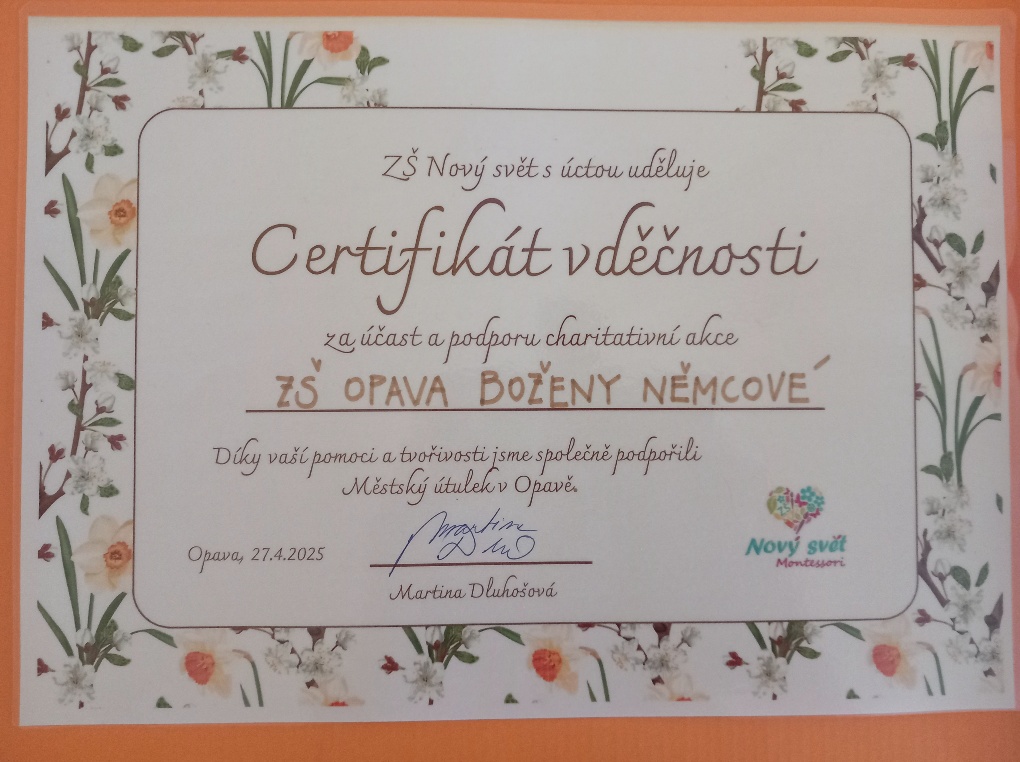 ZŠ Nový svět s úctou uděluje
Certifikát vděčnosti
za účast a podporu charitativní akce
ZŠ OPAVA BOŽENY NĚMCOVÉ
Díky vaší pomoci a tvořivosti jsme společně podpořili
Městský útulek v Opavě.
Opava, 27.4.2025
Martina
Martina Dluhošová
Nový svět
Montessori